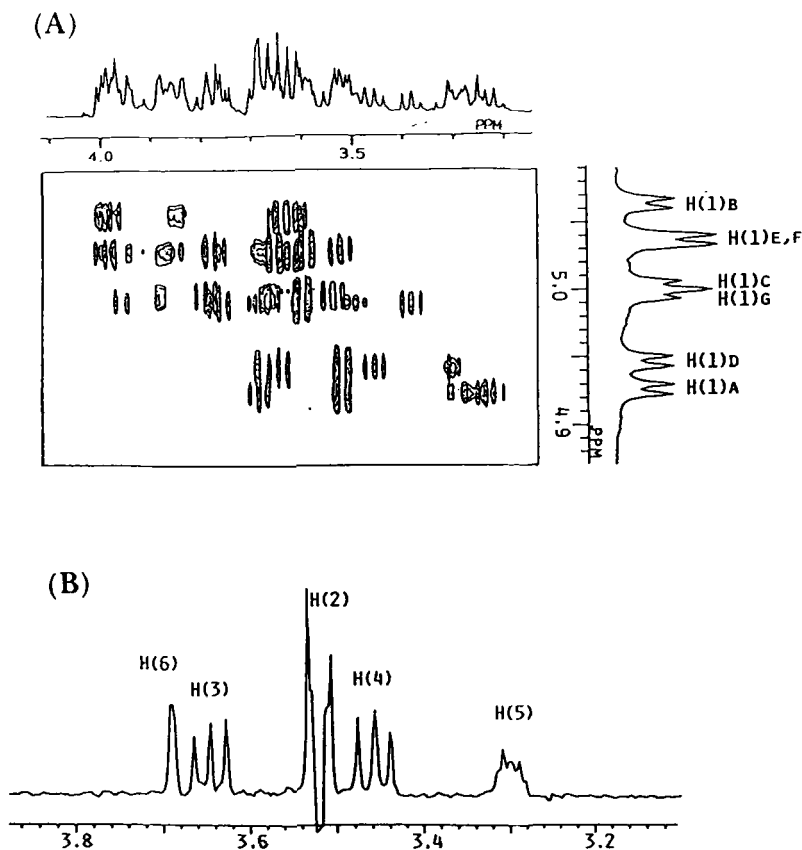 (A)
PPM
4.0 3.5
H(1)B
H(1)E,F
5.0
H(1)C
H(1)G
H(1)D
H(1)A
4.9
PPM
(B)
H(2)
H(6)
H(3)
H(4)
H(5)
3.8 3.6 3.4 3.2